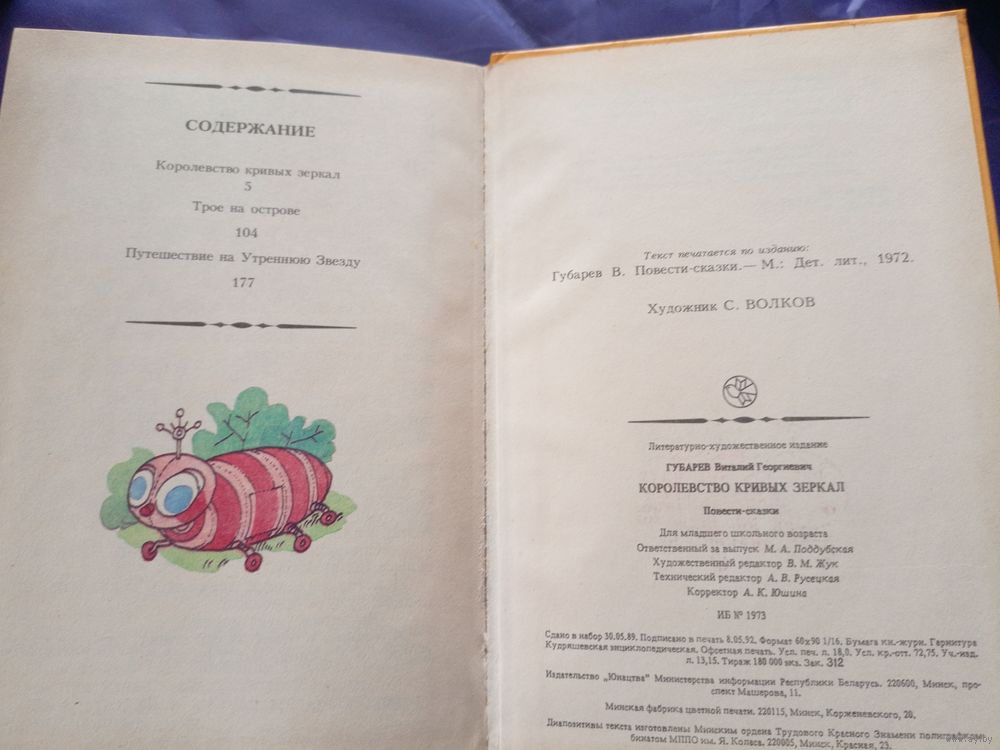 СОДЕРЖАНИЕ
Королевство кривых зеркал
5
Трое на острове
104
Путешествие на Утреннюю Звезду
177
Текст печатается по изданию:
Губарев В. Повести-сказки.— М.: Дет. лит., 1972.
Художник С. ВОЛКОВ
Литературно-художественное издание
ГУБАРЕВ Виталий Георгиевич
КОРОЛЕВСТВО КРИВЫХ ЗЕРКАЛ
Повести-сказки
Для младшего школьного возраста
Ответственный за выпуск М. А. Поддубская
Художественный редактор В. М. Жук
Технический редактор А. В. Русецкая
Корректор А. К. Юшина
ИБ № 1973
Сдано в набор 30.05.89. Подписано в печать 8.05.92. Формат 60х90 1/16. Бумага кн.-журн. Гарнитура
Кудряшевская энциклопедическая. Офсетная печать. Усл. печ. л. 18,0. Усл. кр.-отт. 72,75. Уч.-изд.
л. 13,15. Тираж 180 000 экз. Зак. 312
Издательство „Юнацтва" Министерства информации Республики Беларусь. 220600, Минск, про-
спект Машерова, 11.
Минская фабрика цветной печати. 220115, Минск, Корженевского, 20.
Диапозитивы текста изготовлены Минским ордена Трудового Красного Знамени полиграфком-
бинатом МППО им. Я. Коласа. 220005, Минск, Красная, 23.